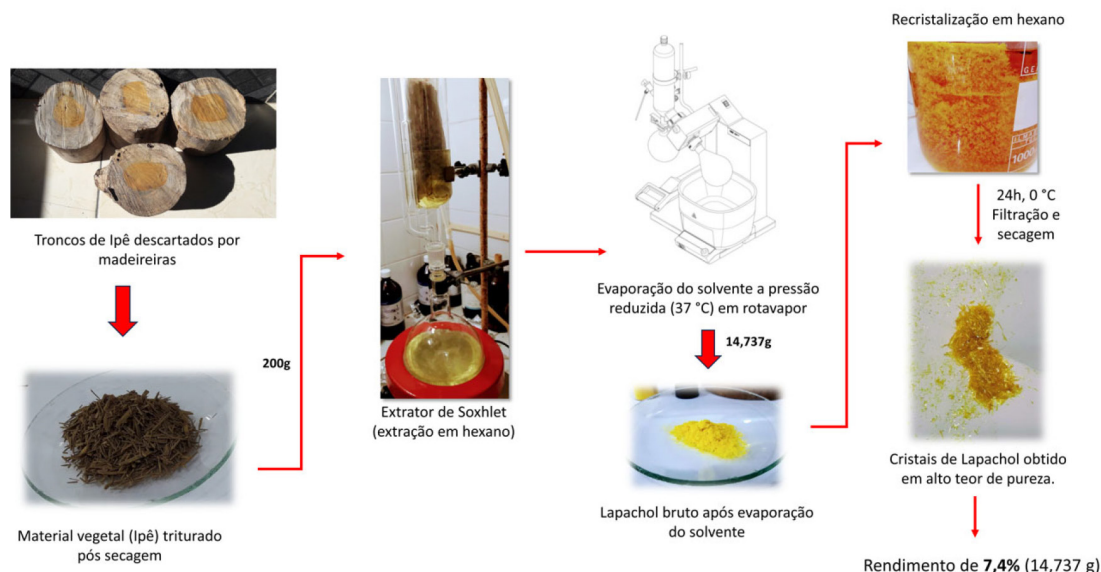 Troncos de Ipê descartados por
madeireiras
200g
Material vegetal (Ipê) triturado
pós secagem
Extrator de Soxhlet
(extração em hexano)
Evaporação do solvente a pressão
reduzida (37 °C) em rotavapor
14,737g
Lapachol bruto após evaporação
do solvente
Recristalização em hexano
1000
24h, 0 °C
Filtração e
secagem
Cristais de Lapachol obtido
em alto teor de pureza.
Rendimento de 7,4% (14,737 g)